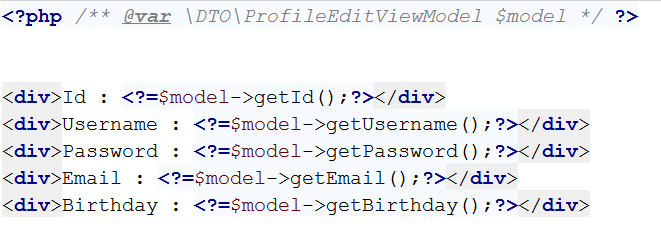 <?php /** @var \DTO\ProfileEditViewModel $model */ ?>
<div>Id : <?=$model->getId();?></div>
<div>Username : <?=$model->getUsername();?></div>
<div>Password : <?=$model->getPassword();?></div>
<div>Email : <?=$model->getEmail();?></div>
<div>Birthday : <?=$model->getBirthday();?></div>